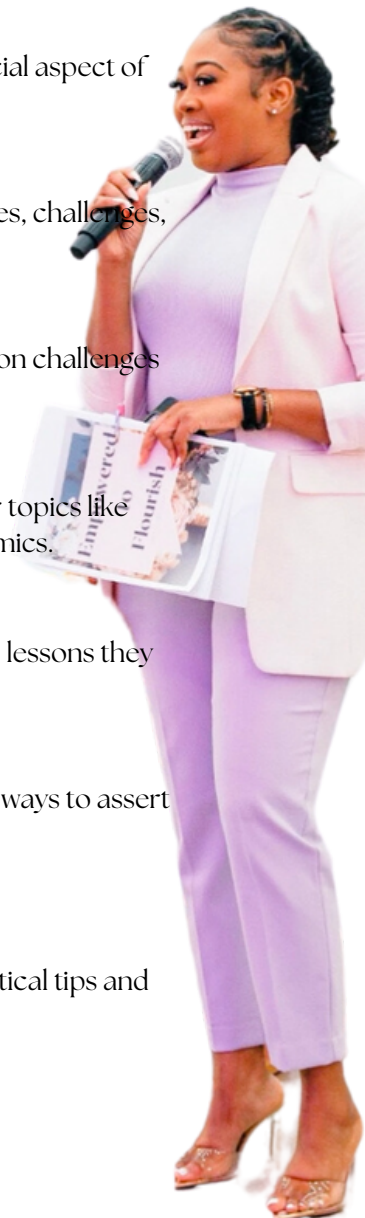 cial aspect of
es, challenges,
on challenges
r topics like
mics.
lessons they
ways to assert
tical tips and
Empowered to
Flourish